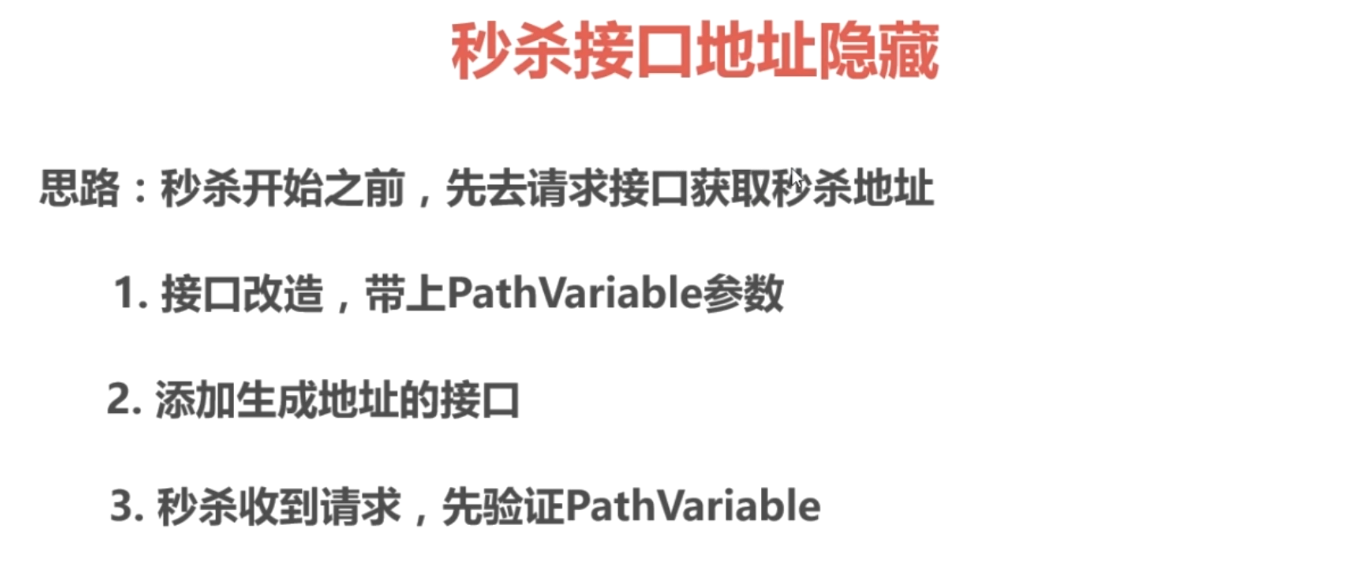 秒杀接口地址隐藏
思路：秒杀开始之前，先去请求接口获取秒杀地址
1. 接口改造，带上PathVariable参数
2. 添加生成地址的接口
3. 秒杀收到请求，先验证PathVariable